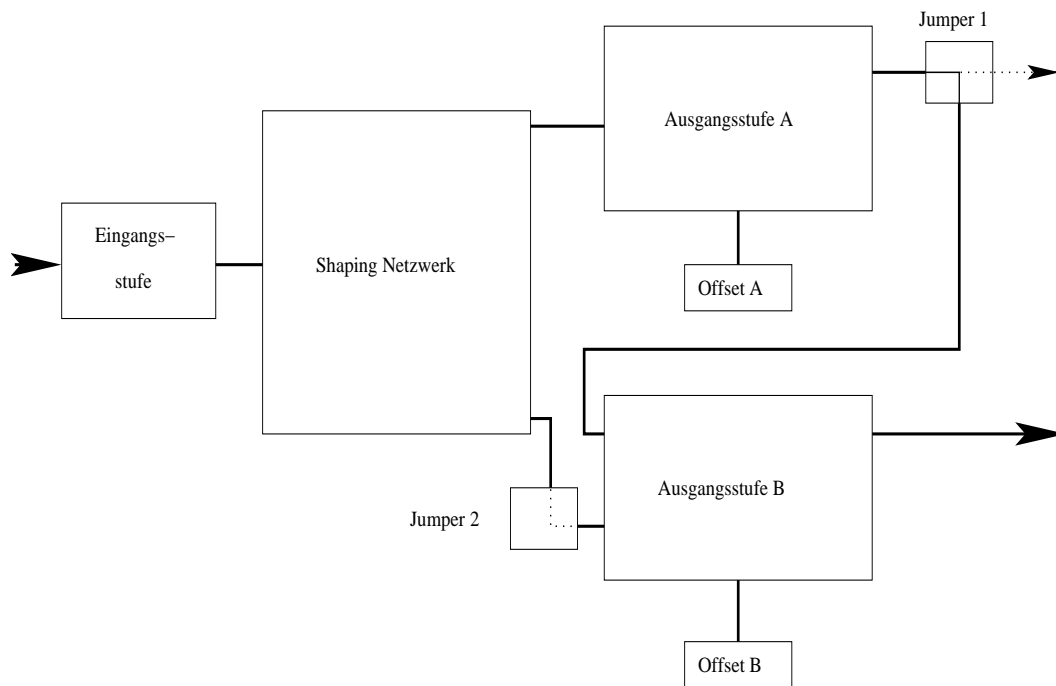 Jumper 1
Ausgangsstufe A
Eingangs–
stufe
Shaping Netzwerk
Offset A
Ausgangsstufe B
Jumper 2
Offset B